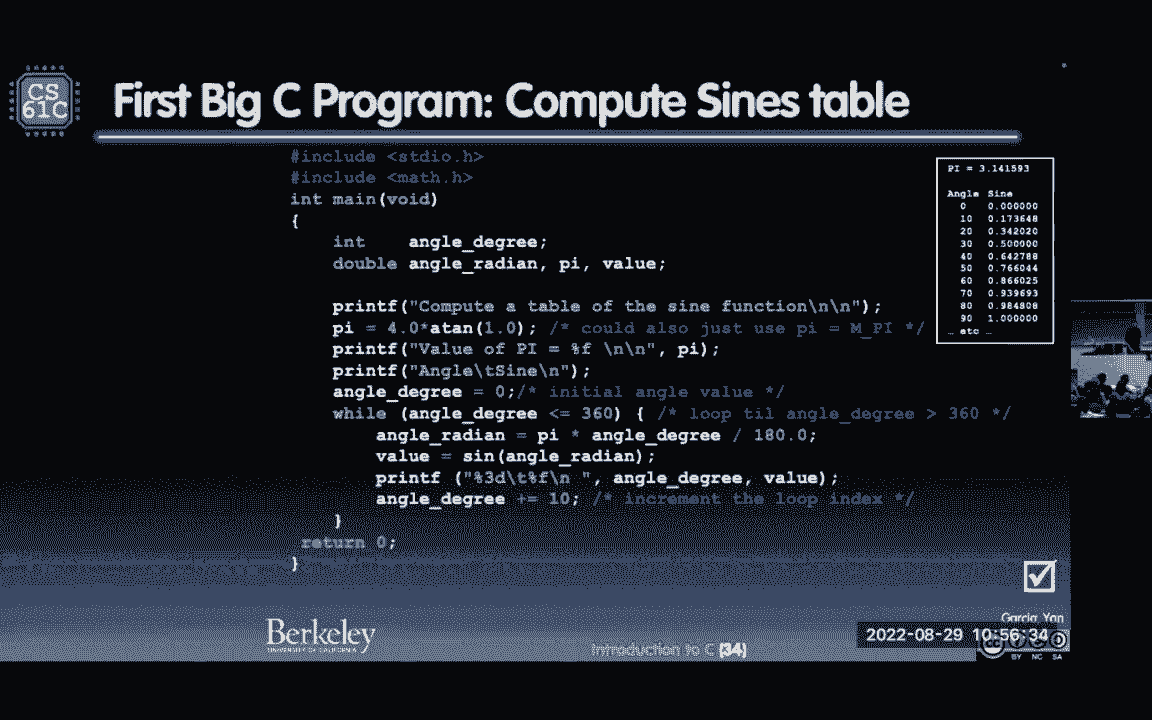 CS
61C
First Big C Program: Compute Sines table
#include <stdio.h>
#include <math.h>
int main(void)
{
    int    angle_degree;
    double angle_radian, pi, value;
    printf("Compute a table of the sine function\n\n");
    pi = 4.0*atan(1.0); /* could also just use pi = M_PI */
    printf("Value of PI = %f \n\n", pi);
    printf("Angle\tSine\n");
    angle_degree = 0;/* initial angle value */
    while (angle_degree <= 360) { /* loop til angle_degree > 360 */
        angle_radian = pi * angle_degree / 180.0;
        value = sin(angle_radian);
        printf ("%3d\t%f\n ", angle_degree, value);
        angle_degree += 10; /* increment the loop index */
    }
 return 0;
}
PI = 3.141593
Angle Sine
0 0.000000
10 0.173648
20 0.342020
30 0.500000
40 0.642788
50 0.766044
60 0.866025
70 0.939693
80 0.984808
90 1.000000
… etc …
Berkeley
UNIVERSITY OF CALIFORNIA
Introduction to C (34)
Garcia, Yan
2022-08-29 10:56:34
cc
BY NC SA